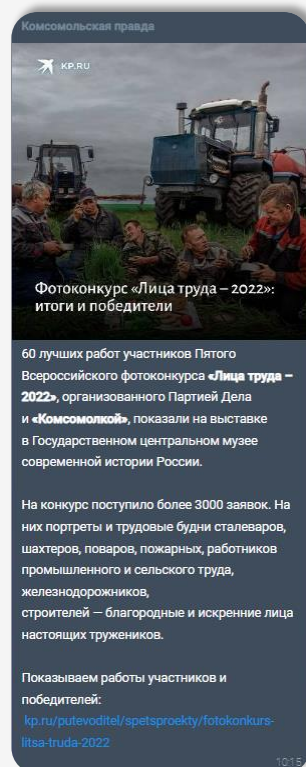 Комсомольская правда
KP.RU
Фотоконкурс «Лица труда – 2022»:
итоги и победители
60 лучших работ участников Пятого
Всероссийского фотоконкурса «Лица труда –
2022», организованного Партией Дела
и «Комсомолкой», показали на выставке
в Государственном центральном музее
современной истории России.
На конкурс поступило более 3000 заявок. На
них портреты и трудовые будни сталеваров,
шахтеров, поваров, пожарных, работников
промышленного и сельского труда,
железнодорожников,
строителей — благородные и искренние лица
настоящих тружеников.
Показываем работы участников и
победителей:
kp.ru/putevoditel/spetsproekty/fotokonkurs-
litsa-truda-2022
10:15